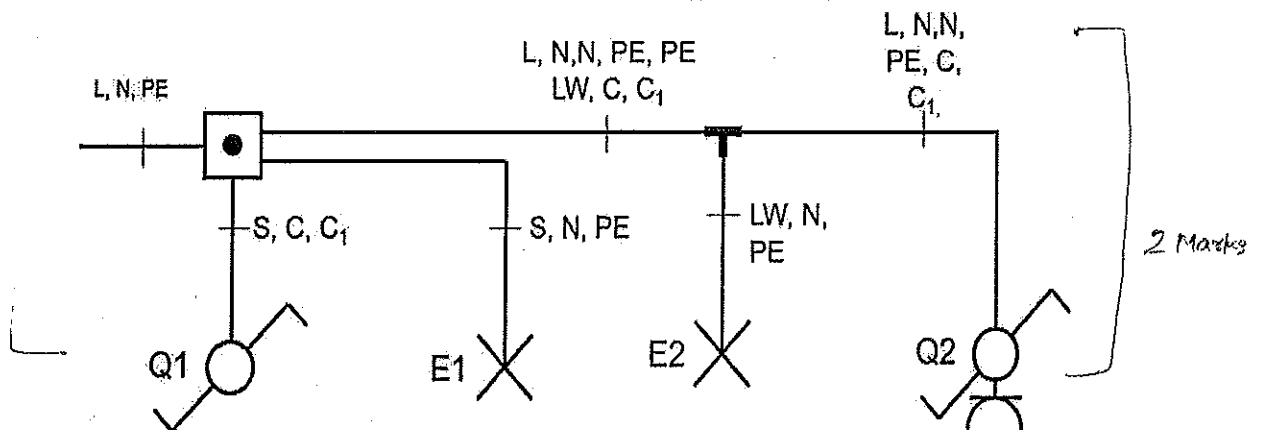 L, N, PE
L, N,N, PE, PE
LW, C, C₁
L, N,N,
PE, C,
C₁,
S, C, C₁
S, N, PE
LW, N,
PE
2 Marks
Q1
E1
E2
Q2